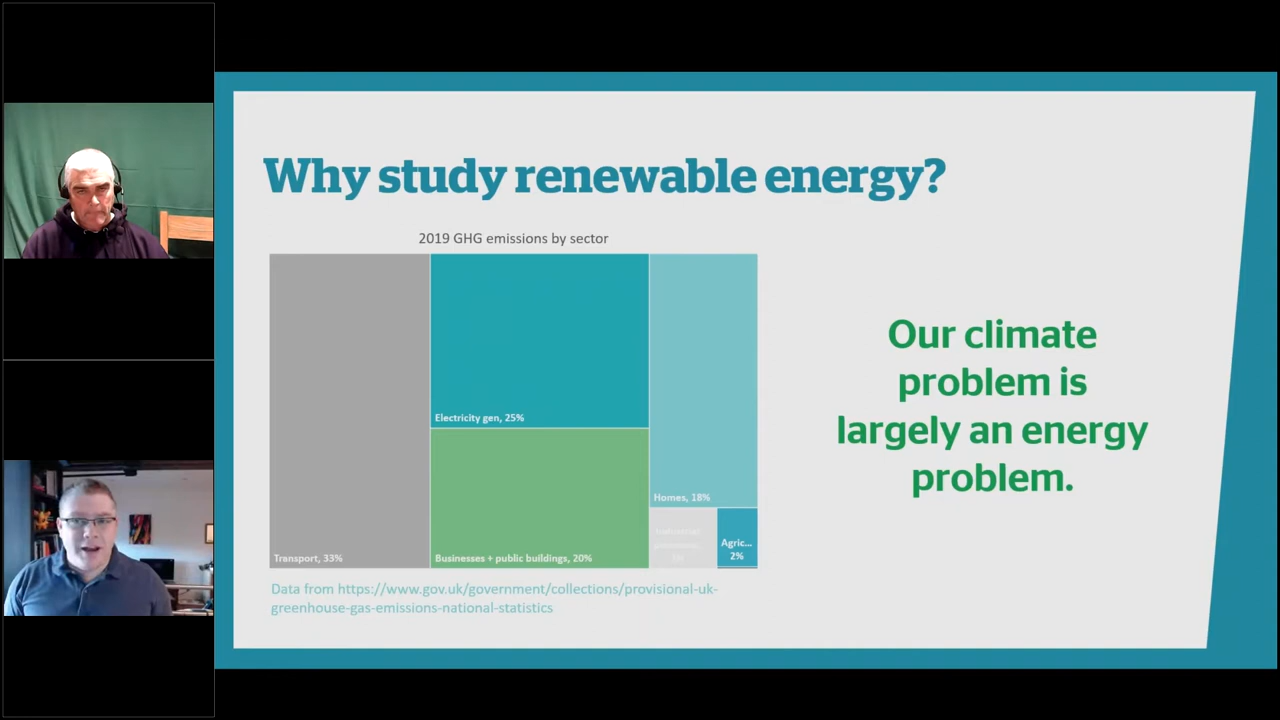 Why study renewable energy?
2019 GHG emissions by sector
Electricity gen, 25%
Homes, 18%
Agric...
2%
Transport, 33%
Businesses + public buildings, 20%
Our climate
problem is
largely an energy
problem.
Data from https://www.gov.uk/government/collections/provisional-uk-
greenhouse-gas-emissions-national-statistics